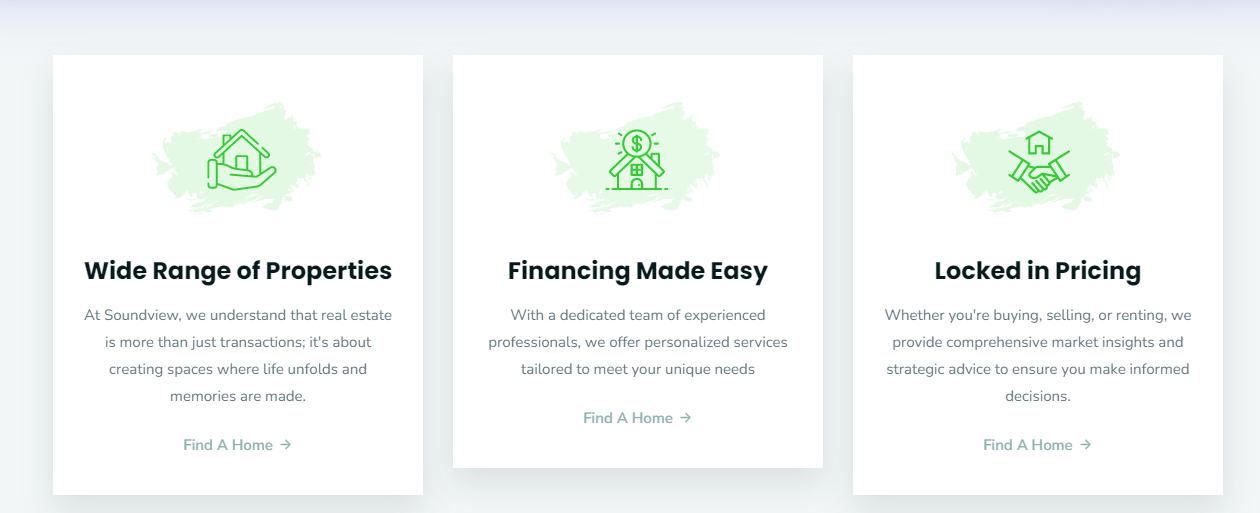 Wide Range of Properties
At Soundview, we understand that real estate
is more than just transactions; it's about
creating spaces where life unfolds and
memories are made.
Find A Home →
Financing Made Easy
With a dedicated team of experienced
professionals, we offer personalized services
tailored to meet your unique needs
Find A Home →
Locked in Pricing
Whether you're buying, selling, or renting, we
provide comprehensive market insights and
strategic advice to ensure you make informed
decisions.
Find A Home →